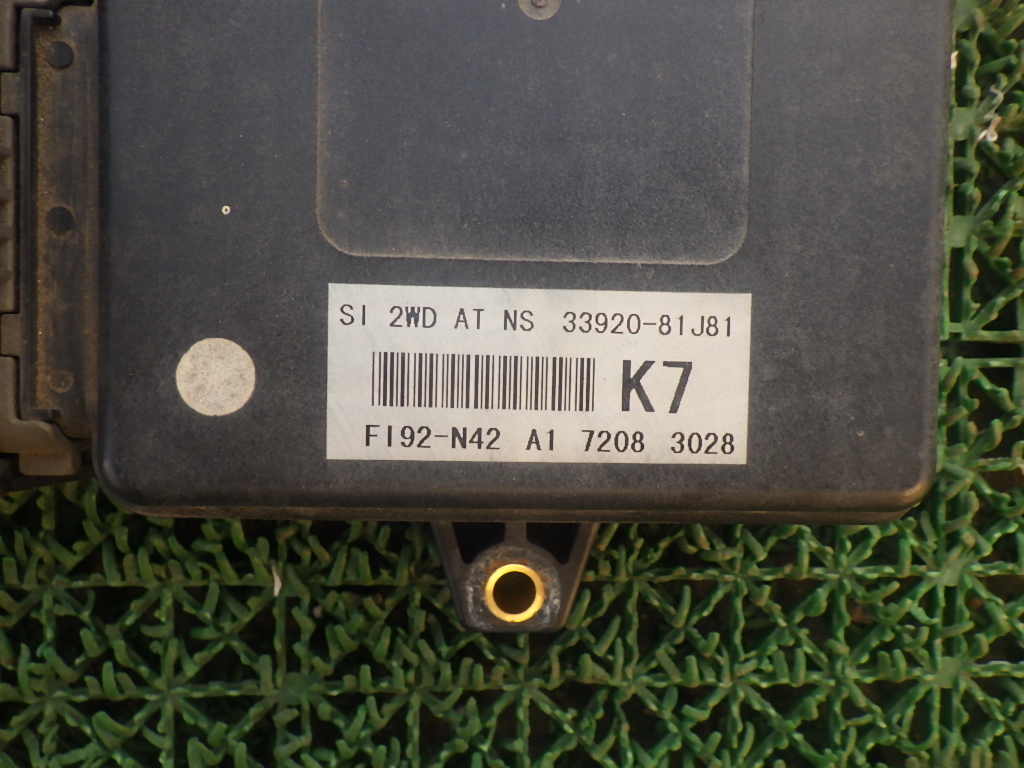 SI 2WD AT NS 33920-81J81
K7
FI92-N42 A1 7208 3028